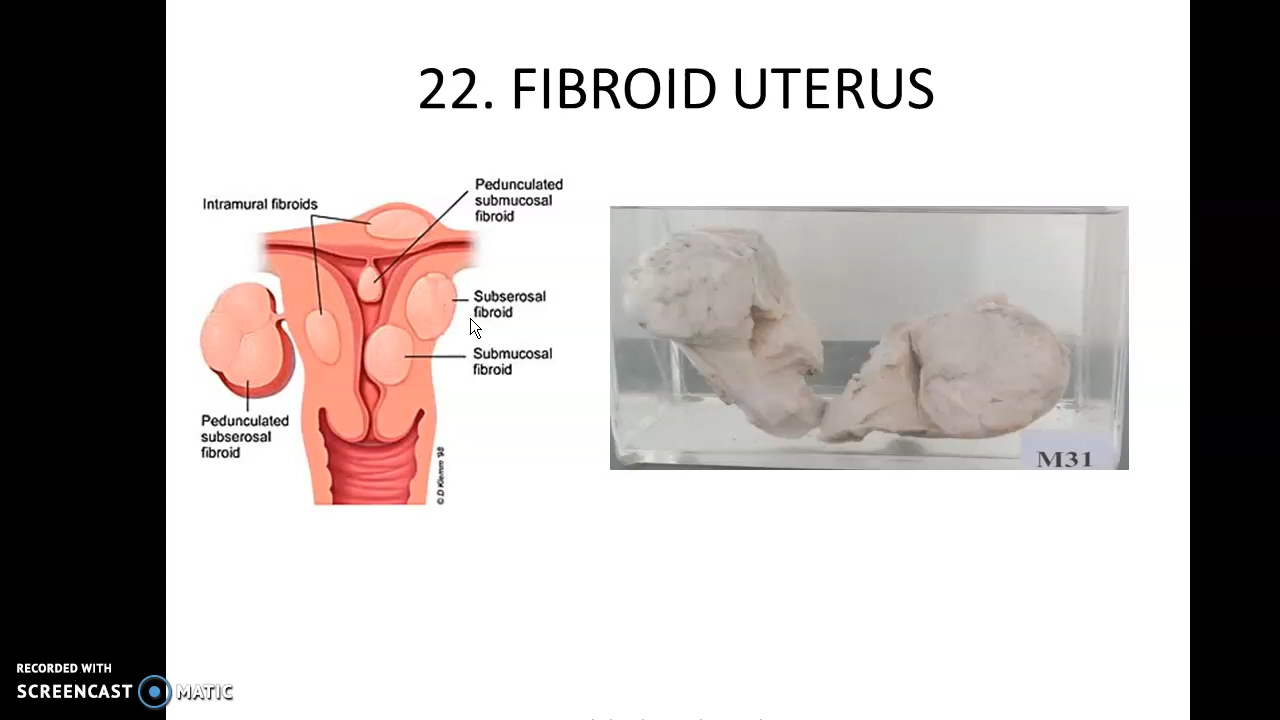 22. FIBROID UTERUS
Intramural fibroids
Pedunculated
submucosal
fibroid
Subserosal
fibroid
Submucosal
fibroid
Pedunculated
subserosal
fibroid
© D Klemm '98
M31
RECORDED WITH
SCREENCAST MATIC